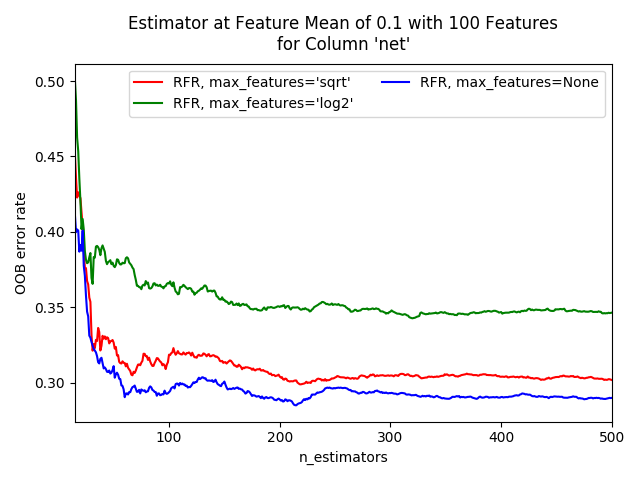 Estimator at Feature Mean of 0.1 with 100 Features
for Column 'net'
RFR, max_features='sqrt'
RFR, max_features='log2'
RFR, max_features=None
OOB error rate
0.50
0.45
0.40
0.35
0.30
100
200
300
400
500
n_estimators